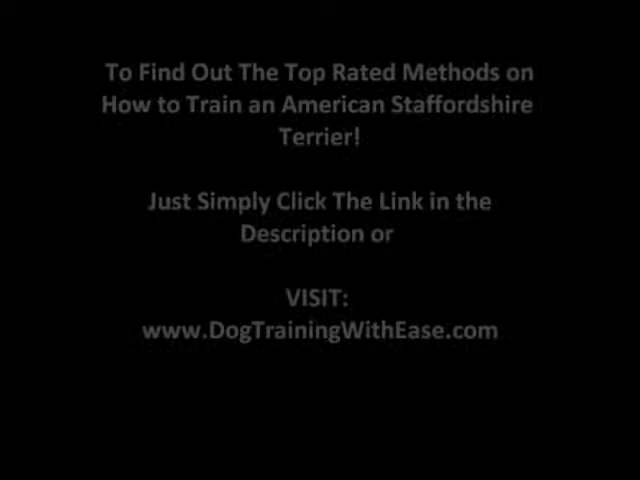 To Find Out The Top Rated Methods on
How to Train an American Staffordshire
Terrier!
Just Simply Click The Link in the
Description or
VISIT:
www.DogTrainingWithEase.com